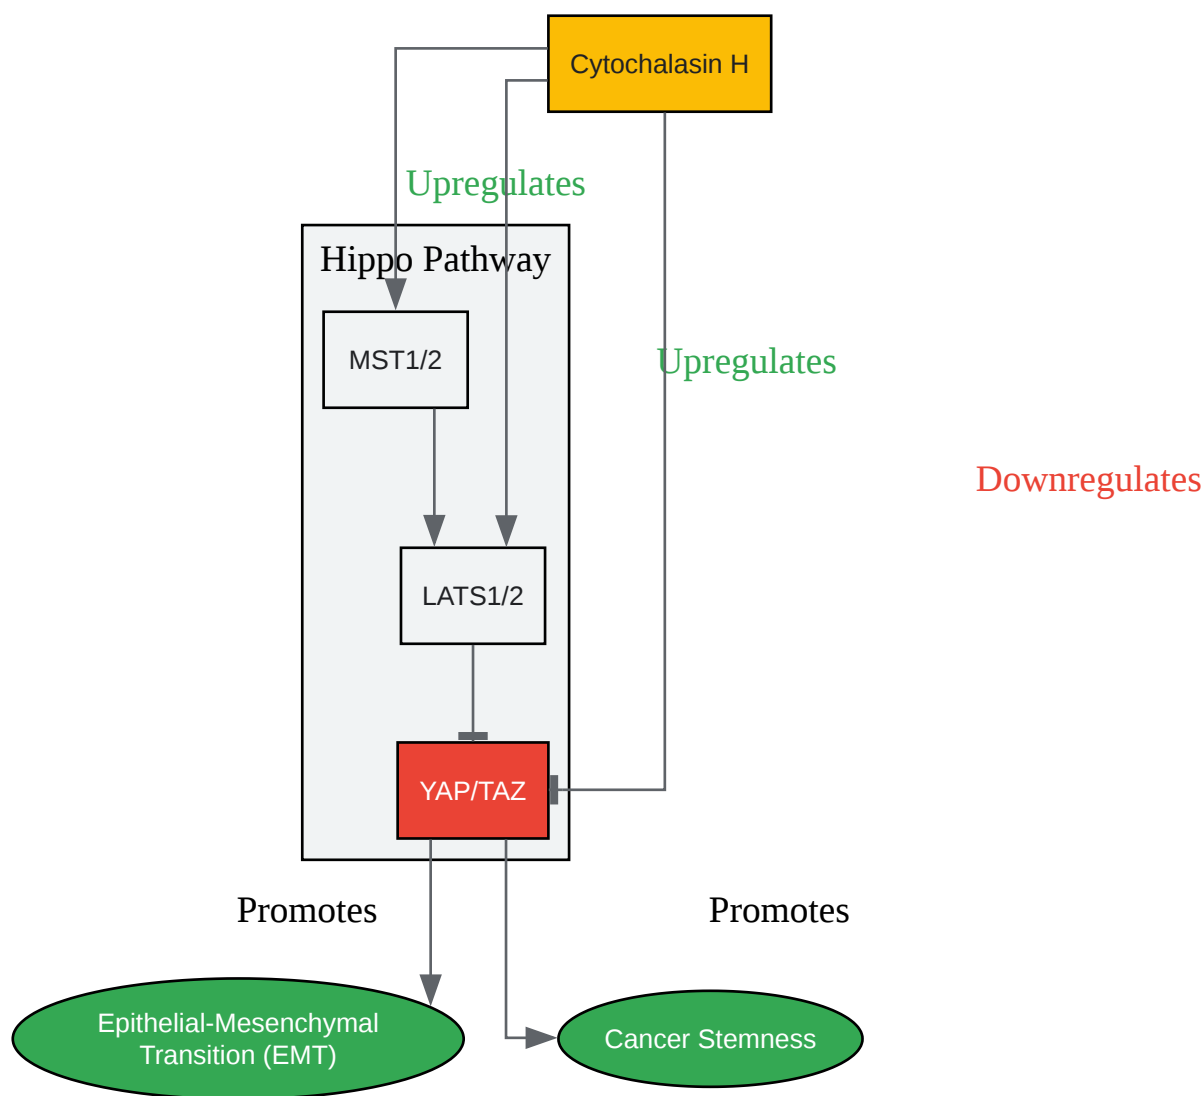 Cytochalasin H
Upregulates
Hippo Pathway
MST1/2
Upregulates
Downregulates
LATS1/2
YAP/TAZ
Promotes
Promotes
Epithelial-Mesenchymal
Transition (EMT)
Cancer Stemness